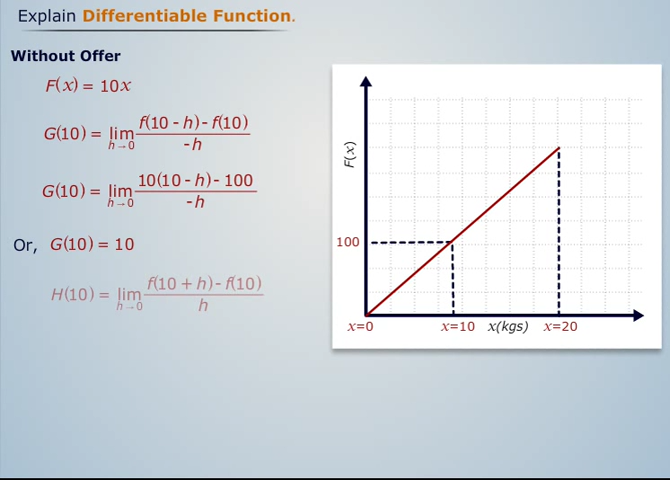 Explain Differentiable Function.
Without Offer
F(x) = 10x
G(10) = lim h→0 f(10 - h) - f(10) / -h
G(10) = lim h→0 10(10 - h) - 100 / -h
Or, G(10) = 10
H(10) = lim h→0 f(10 + h) - f(10) / h
F(x)
100
x=0 x=10 x(kgs) x=20